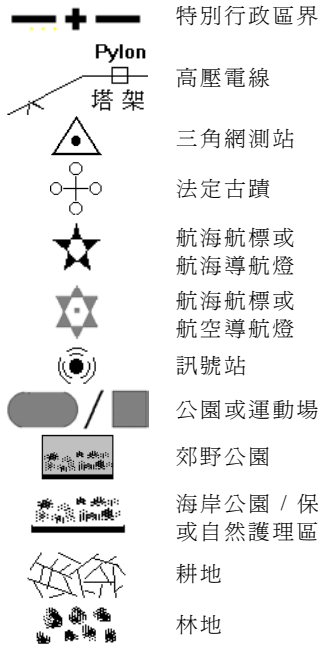 特別行政區界
Pylon
塔架
高壓電線
三角網測站
法定古蹟
航海航標或
航海導航燈
航海航標或
航空導航燈
訊號站
公園或運動場
郊野公園
海岸公園 / 保
或自然護理區
耕地
林地